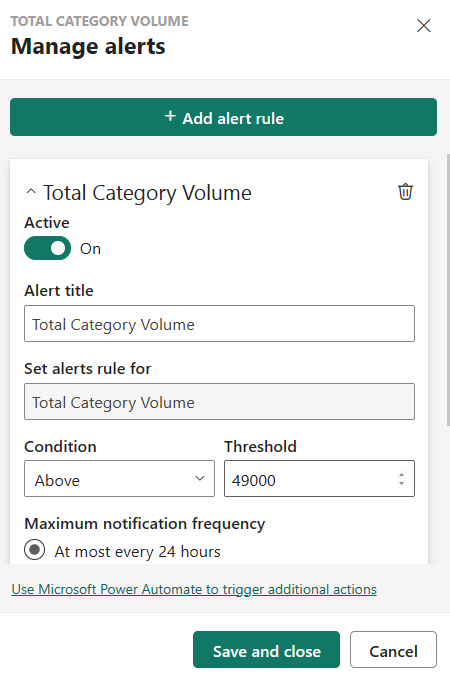 TOTAL CATEGORY VOLUME
Manage alerts
+ Add alert rule
Total Category Volume
Active
On
Alert title
Total Category Volume
Set alerts rule for
Total Category Volume
Condition Threshold
Above 49000
Maximum notification frequency
At most every 24 hours
Use Microsoft Power Automate to trigger additional actions
Save and close Cancel